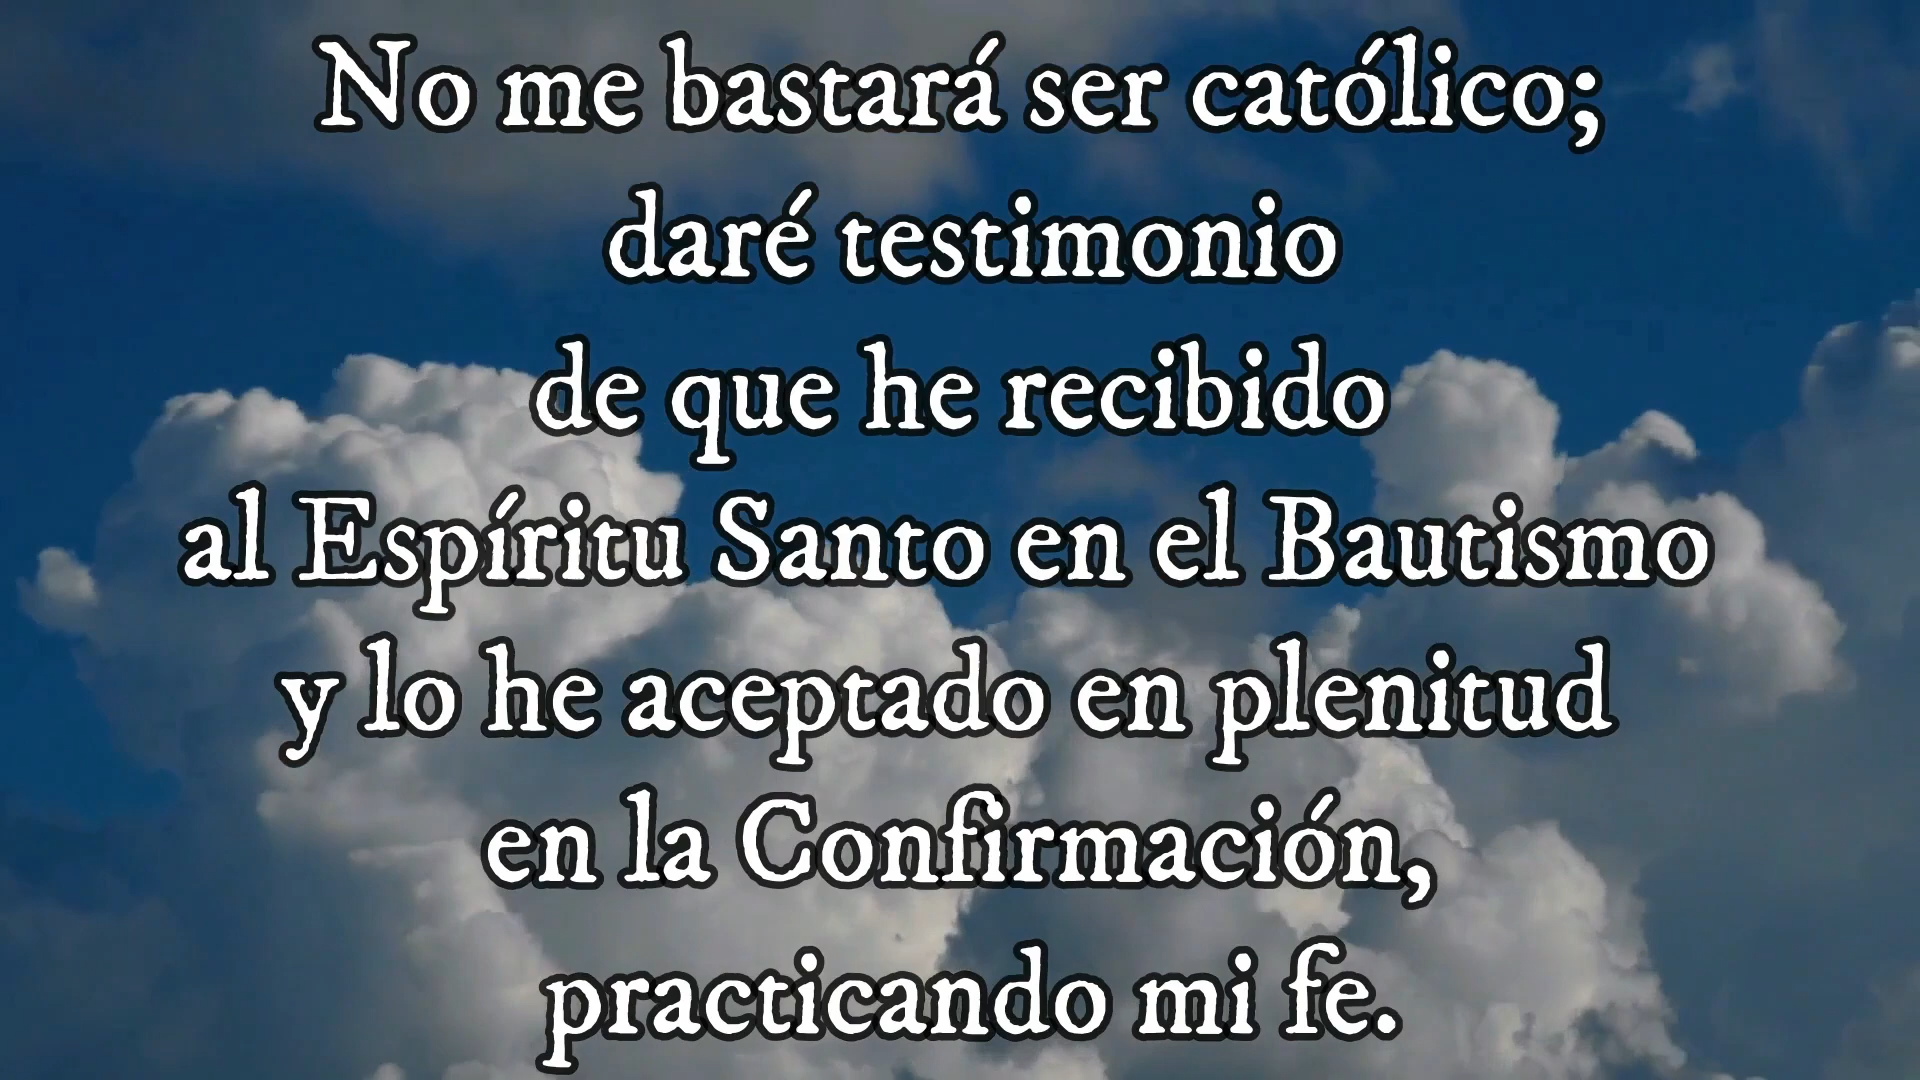 No me bastará ser católico;
daré testimonio
de que he recibido
al Espíritu Santo en el Bautismo
y lo he aceptado en plenitud
en la Confirmación,
practicando mi fe.